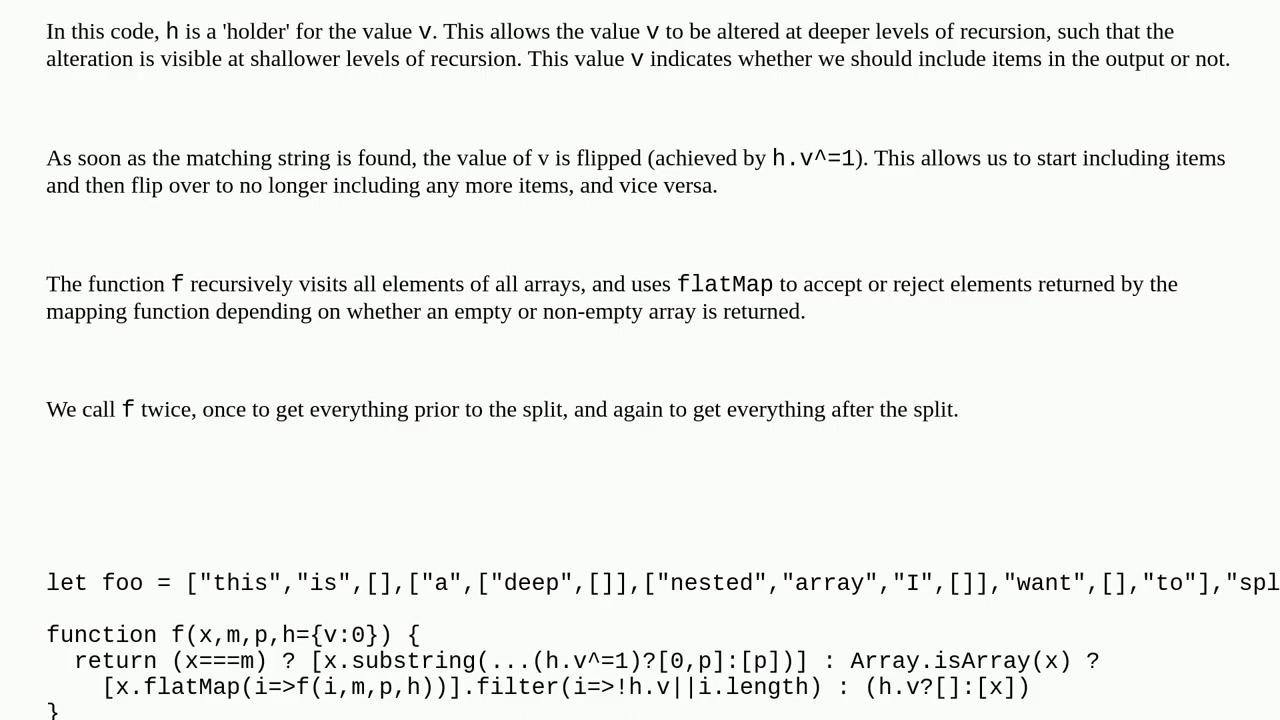 In this code, h is a 'holder' for the value v. This allows the value v to be altered at deeper levels of recursion, such that the
alteration is visible at shallower levels of recursion. This value v indicates whether we should include items in the output or not.
As soon as the matching string is found, the value of v is flipped (achieved by h.v^=1). This allows us to start including items
and then flip over to no longer including any more items, and vice versa.
The function f recursively visits all elements of all arrays, and uses flatMap to accept or reject elements returned by the
mapping function depending on whether an empty or non-empty array is returned.
We call f twice, once to get everything prior to the split, and again to get everything after the split.
let foo = ["this","is",[],["a",["deep",[]],["nested","array","I",[]],"want",[],"to"],"spl
function f(x,m,p,h={v:0}) {
  return (x===m) ? [x.substring(...(h.v^=1)?[0,p]:[p])] : Array.isArray(x) ?
    [x.flatMap(i=>f(i,m,p,h))].filter(i=>!h.v||i.length) : (h.v?[]:[x])
}